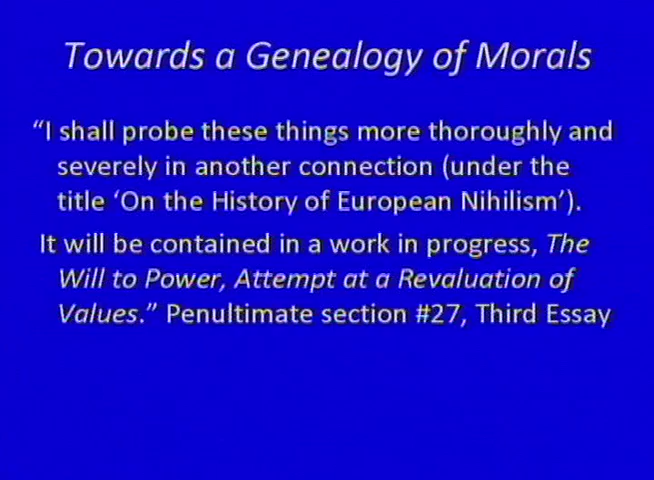 Towards a Genealogy of Morals
“I shall probe these things more thoroughly and
severely in another connection (under the
title ‘On the History of European Nihilism’).
It will be contained in a work in progress, The
Will to Power, Attempt at a Revaluation of
Values.” Penultimate section #27, Third Essay